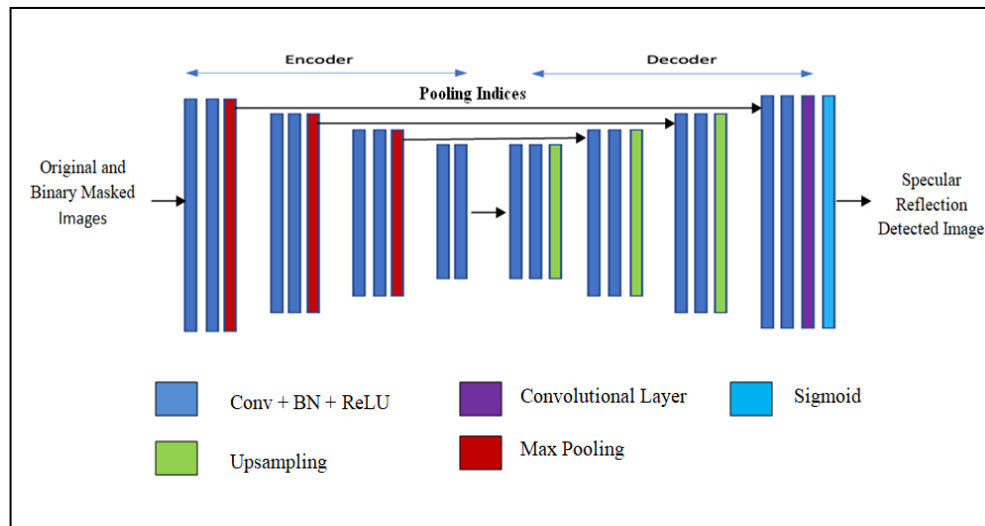 Encoder
Decoder
Pooling Indices
Original and
Binary Masked
Images
Specular
Reflection
Detected Image
Conv + BN + ReLU
Convolutional Layer
Sigmoid
Upsampling
Max Pooling